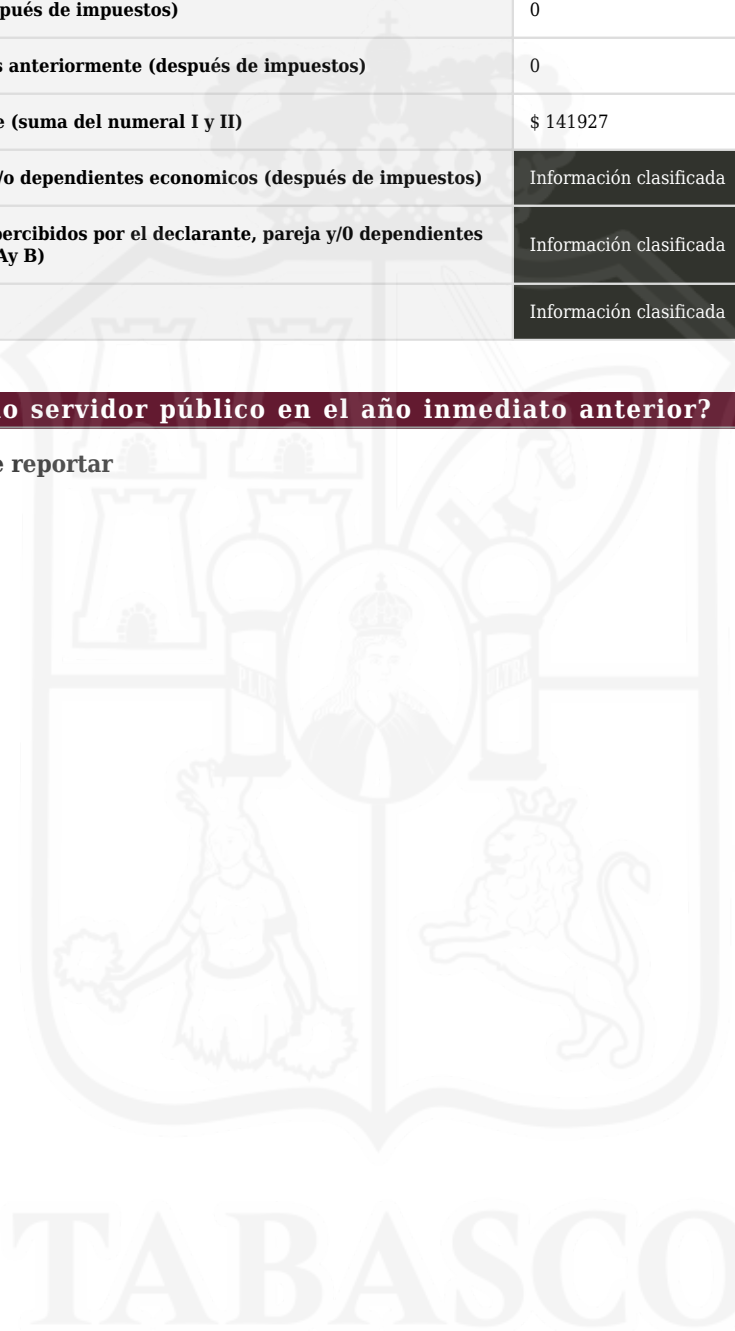 pués de impuestos)
0
s anteriormente (después de impuestos)
0
e (suma del numeral I y II)
$ 141927
/o dependientes economicos (después de impuestos)
Información clasificada
percibidos por el declarante, pareja y/0 dependientes
Ay B)
Información clasificada
Información clasificada
o servidor público en el año inmediato anterior?
e reportar
PLUS
ULTRA
TABASCO